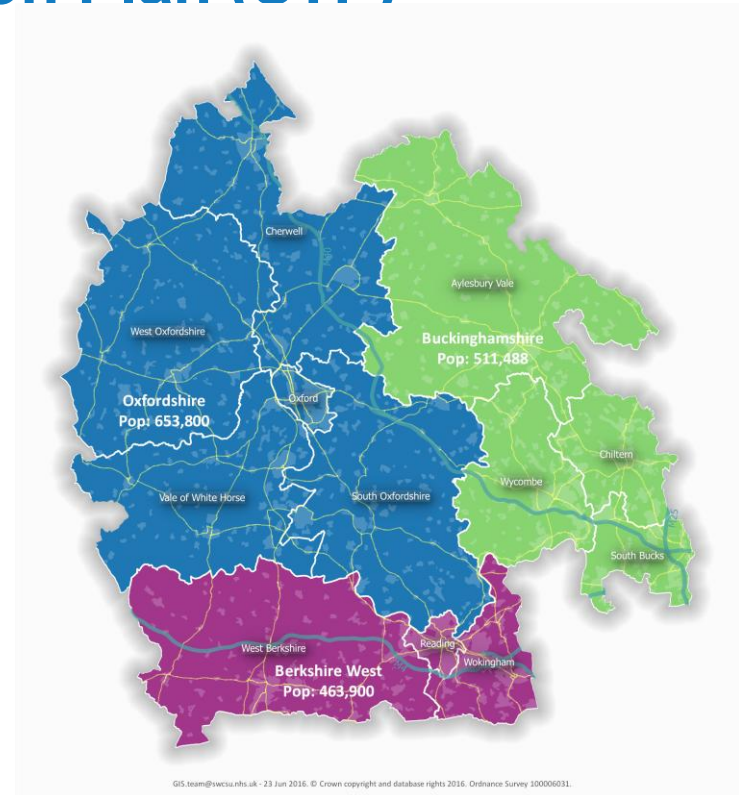 Cherwell
M40
Aylesbury Vale
West Oxfordshire
Buckinghamshire
Pop: 511,488
Oxfordshire
Pop: 653,800
Oxford
Chiltern
Wycombe
Vale of White Horse
South Oxfordshire
M25
South Bucks
Reading
West Berkshire
Wokingham
Berkshire West
Pop: 463,900
GIS.team@swcsu.nhs.uk - 23 Jun 2016. © Crown copyright and database rights 2016. Ordnance Survey 100006031.